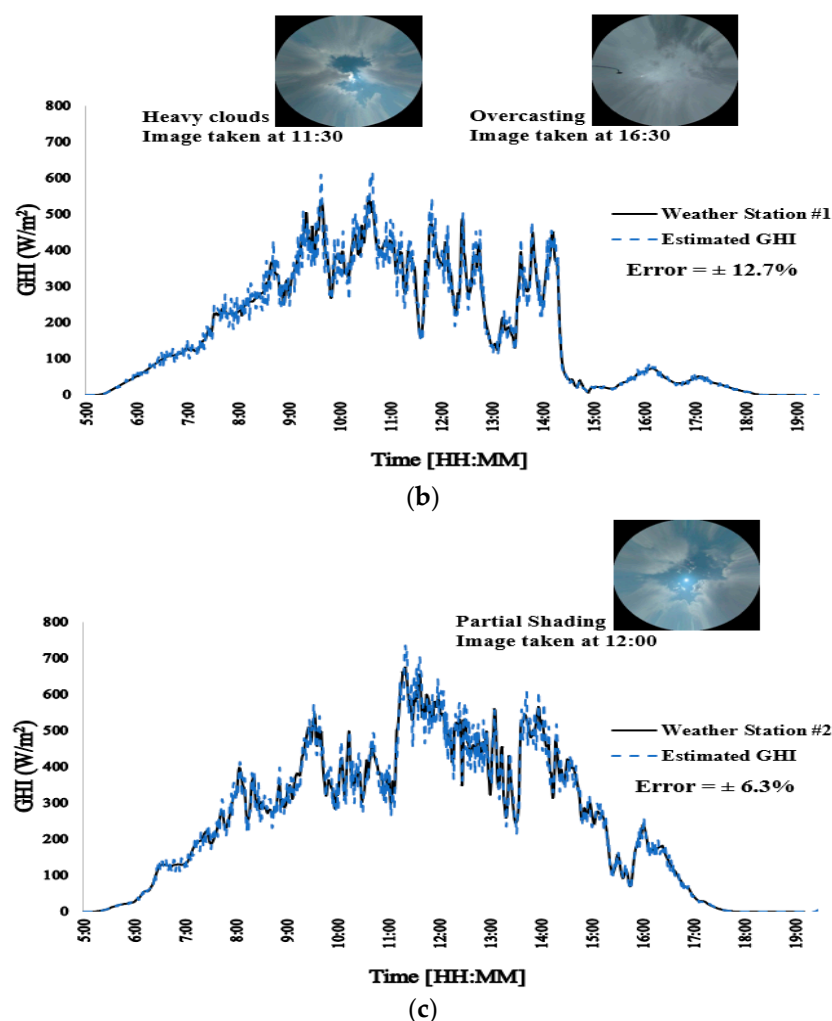 Heavy clouds
Image taken at 11:30
Overcasting
Image taken at 16:30
800
700
600
500
400
300
200
100
0
GHI (W/m²)
Weather Station #1
Estimated GHI
Error = ± 12.7%
5:00
6:00
7:00
8:00
9:00
10:00
11:00
12:00
13:00
14:00
15:00
16:00
17:00
18:00
19:00
Time [HH:MM]
(b)
Partial Shading
Image taken at 12:00
800
700
600
500
400
300
200
100
0
GHI (W/m²)
Weather Station #2
Estimated GHI
Error = ± 6.3%
5:00
6:00
7:00
8:00
9:00
10:00
11:00
12:00
13:00
14:00
15:00
16:00
17:00
18:00
19:00
Time [HH:MM]
(c)